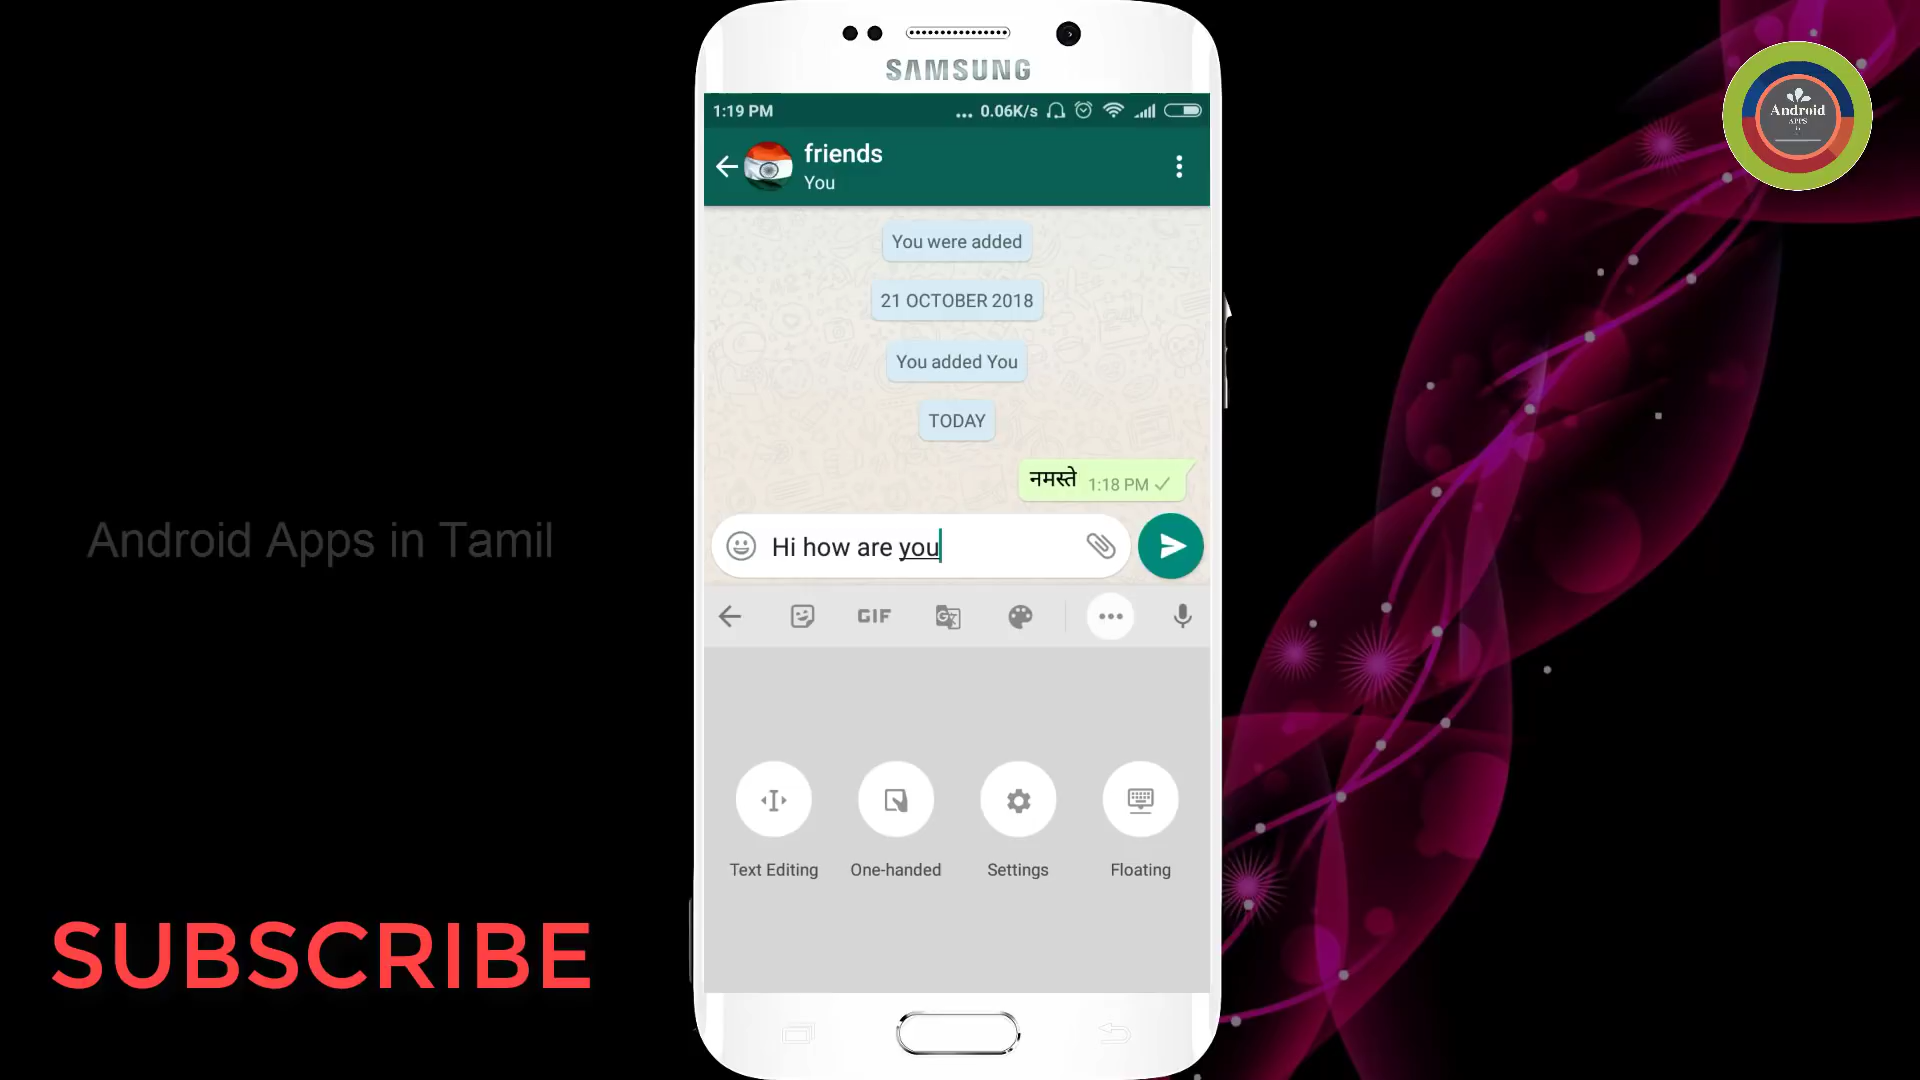 SAMSUNG
1:19 PM
... 0.06K/s
friends
You
You were added
21 OCTOBER 2018
You added You
TODAY
नमस्ते 1:18 PM
Hi how are you
GIF
Text Editing
One-handed
Settings
Floating
Android Apps in Tamil
SUBSCRIBE
Android
APPS